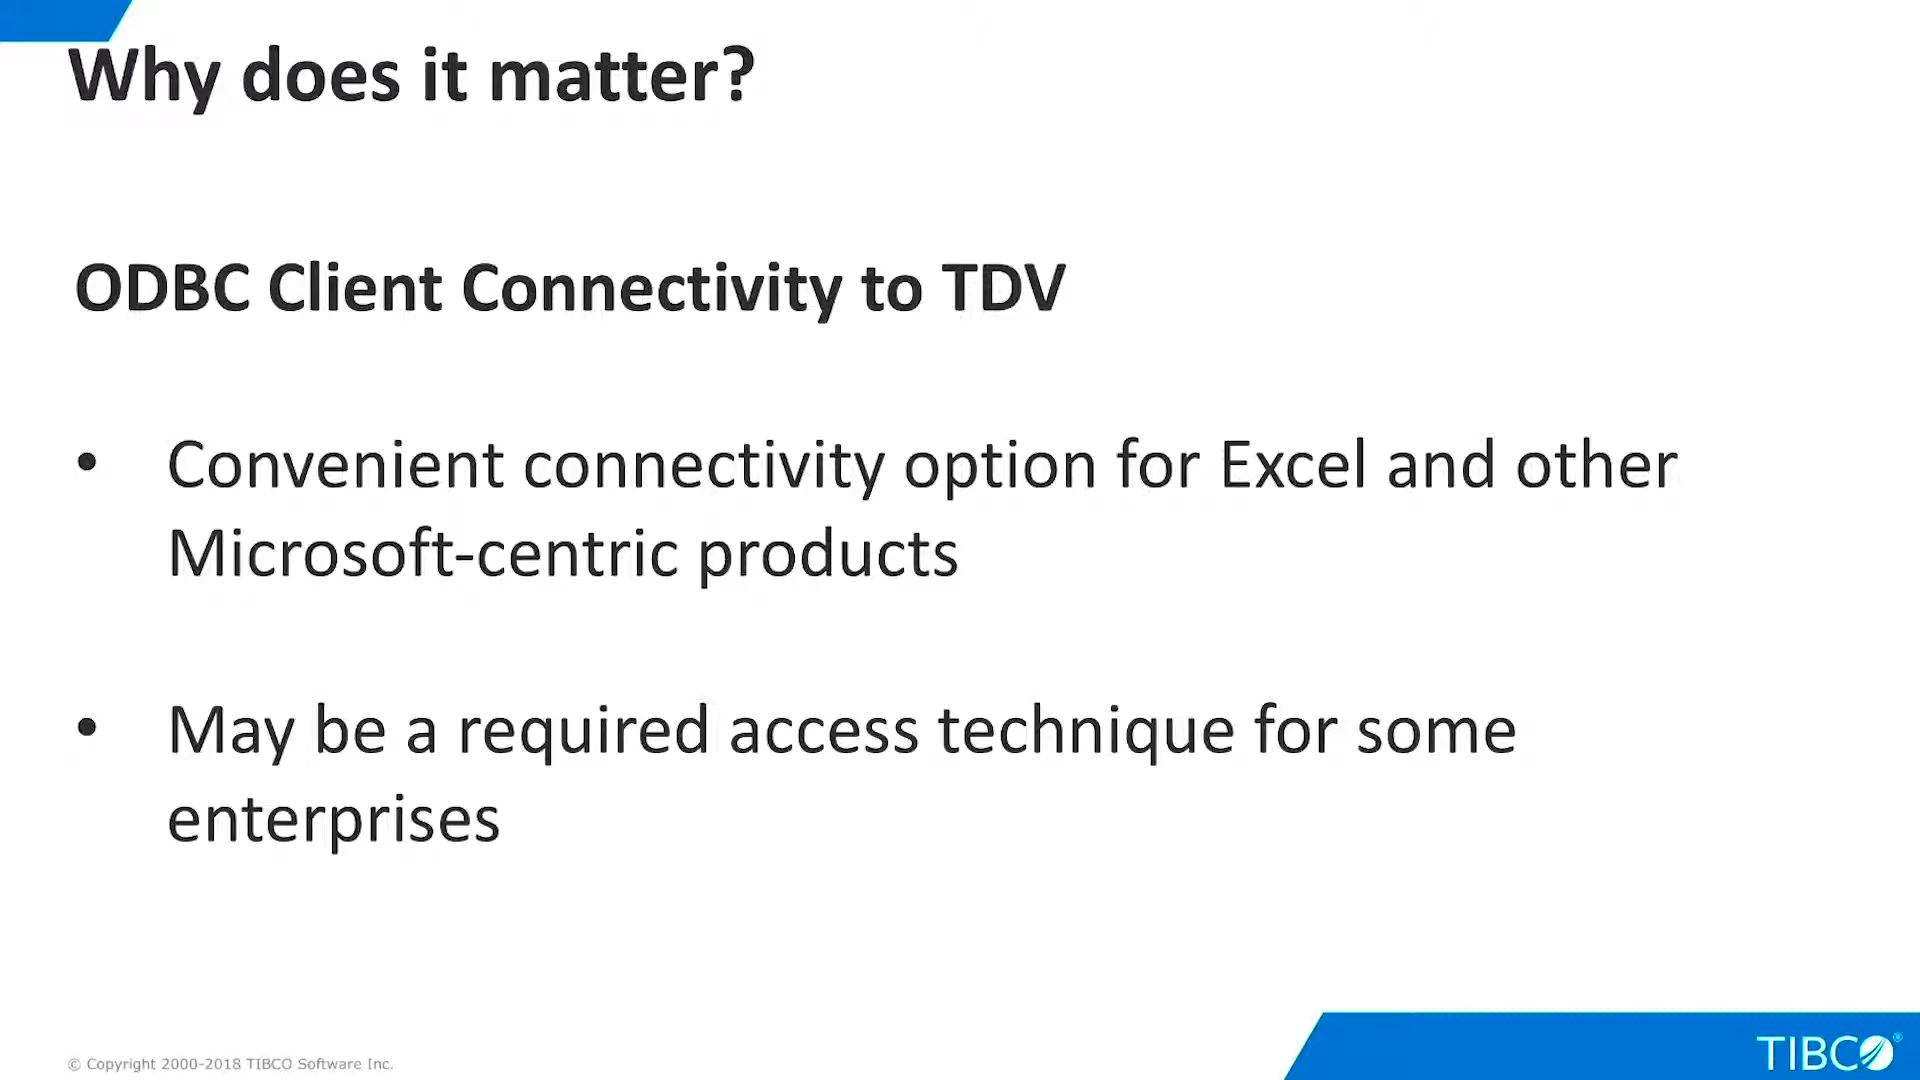 Why does it matter?
ODBC Client Connectivity to TDV
• Convenient connectivity option for Excel and other
Microsoft-centric products
• May be a required access technique for some
enterprises
© Copyright 2000-2018 TIBCO Software Inc.
TIBCO®